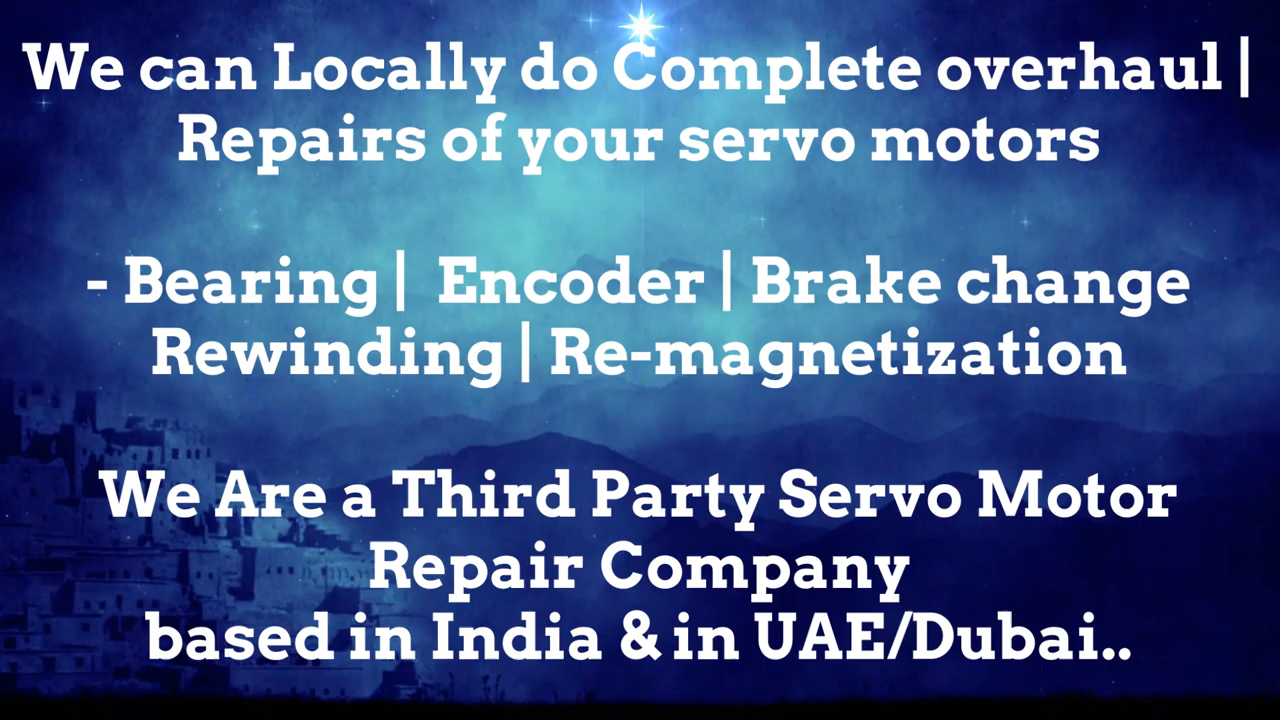 We can Locally do Complete overhaul |
Repairs of your servo motors
- Bearing | Encoder | Brake change
Rewinding | Re-magnetization
We Are a Third Party Servo Motor
Repair Company
based in India & in UAE/Dubai..